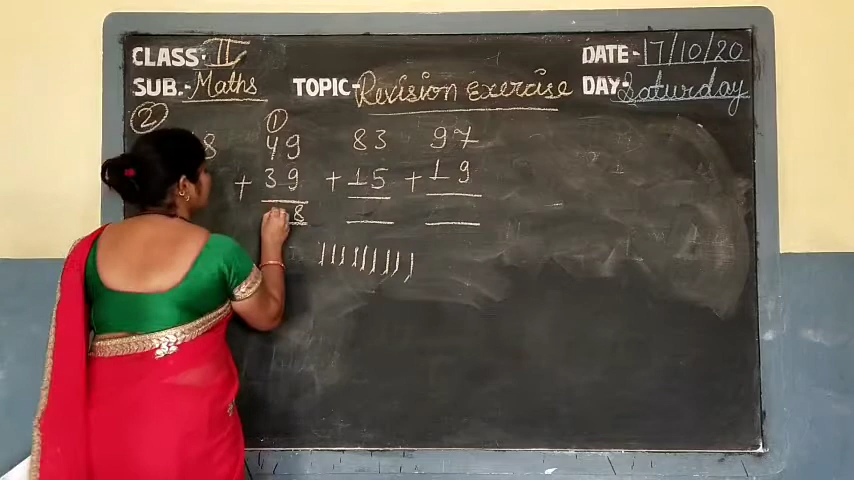 CLASS- II DATE- 17/10/20
SUB.- Maths TOPIC- Revision exercise DAY- Saturday
② ①
8 49 83 97
+ 39 + 15 + 19
8